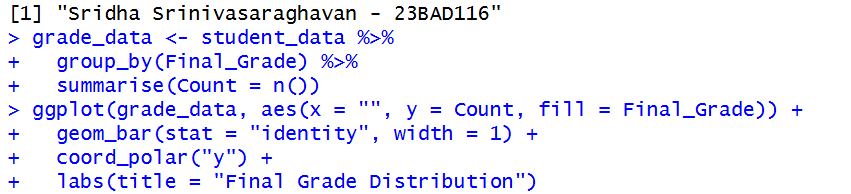 [1] "Sridha Srinivasaraghavan - 23BAD116"
> grade_data <- student_data %>%
+   group_by(Final_Grade) %>%
+   summarise(Count = n())
> ggplot(grade_data, aes(x = "", y = Count, fill = Final_Grade)) +
+   geom_bar(stat = "identity", width = 1) +
+   coord_polar("y") +
+   labs(title = "Final Grade Distribution")